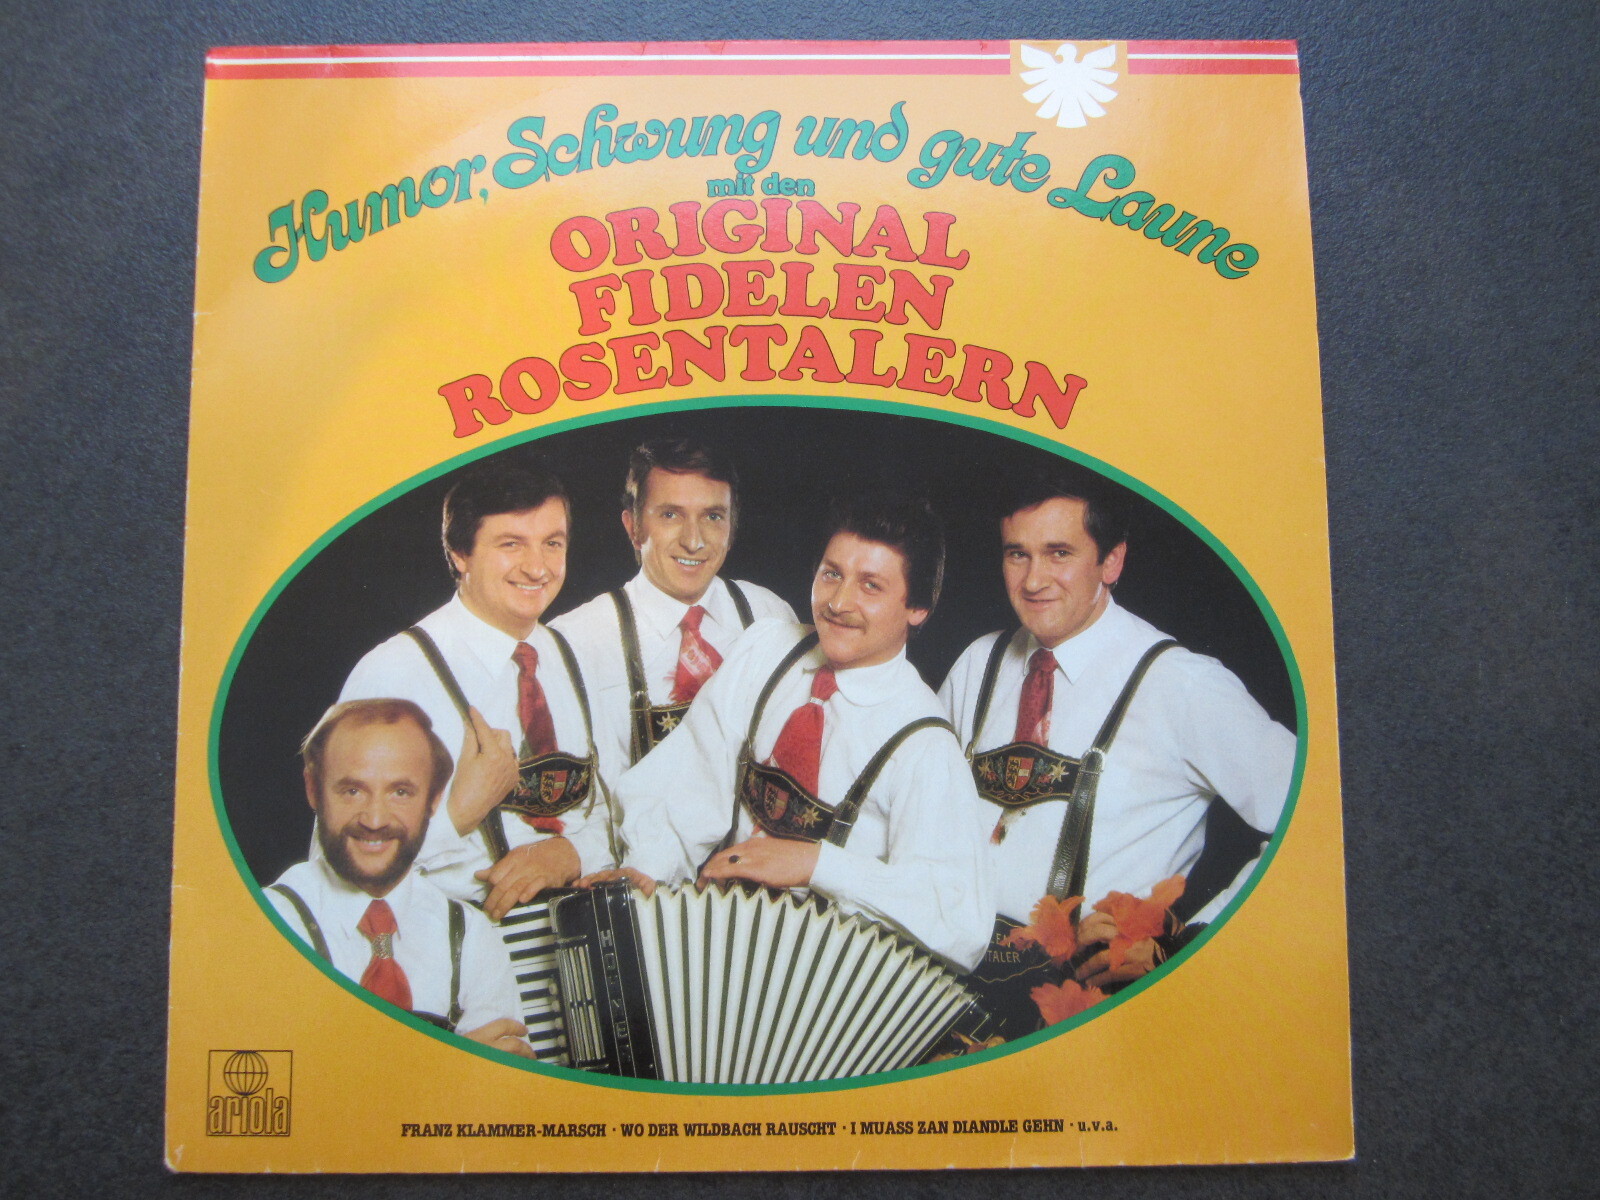 Humor, Schwung und gute Laune
mit den
ORIGINAL
FIDELEN
ROSENTALERN
HOHNER
ariola
FRANZ KLAMMER-MARSCH · WO DER WILDBACH RAUSCHT · I MUASS ZAN DIANDLE GEHN · u.v.a.